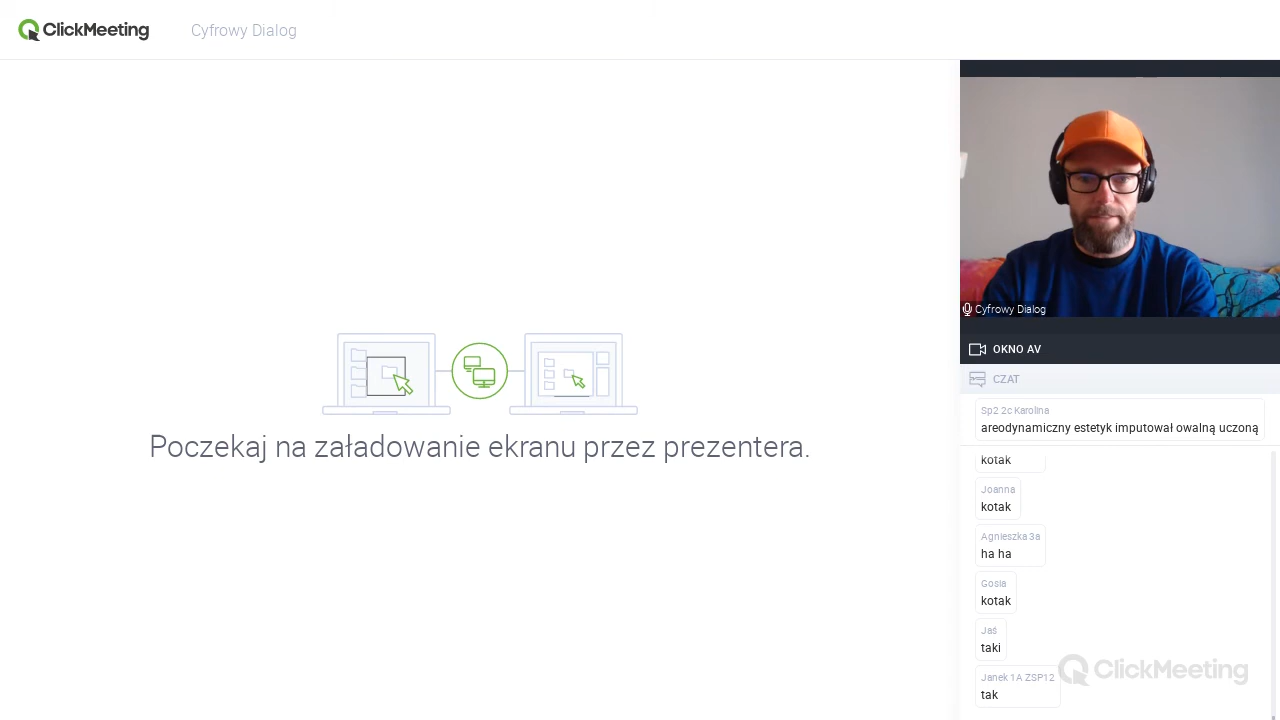 ClickMeeting
Cyfrowy Dialog
Poczekaj na załadowanie ekranu przez prezentera.
Cyfrowy Dialog
OKNO AV
CZAT
Sp2 2c Karolina
areodynamiczny estetyk imputował owalną uczoną
kotak
Joanna
kotak
Agnieszka 3a
ha ha
Gosia
kotak
Jaś
taki
Janek 1A ZSP12
tak
ClickMeeting